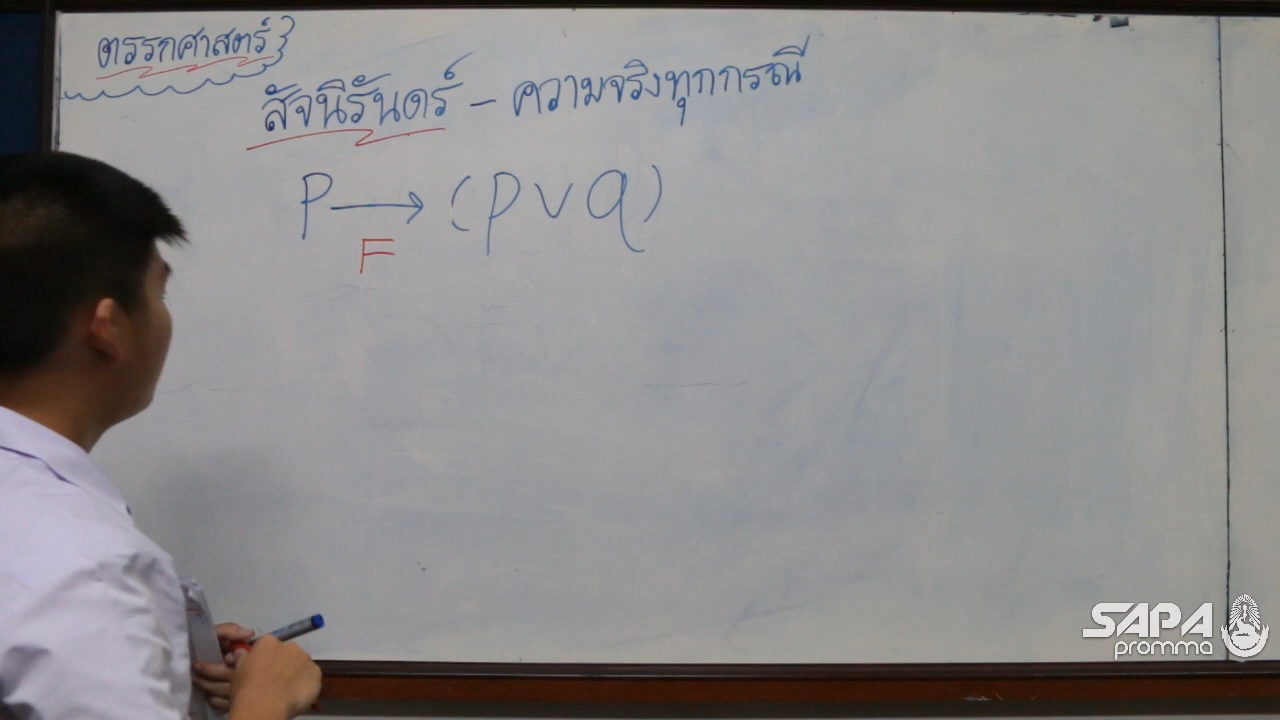 ตรรกศาสตร์
สัจนิรันดร์ - ความจริงทุกกรณี
P → (P ∨ Q)
F
SAPA
promma